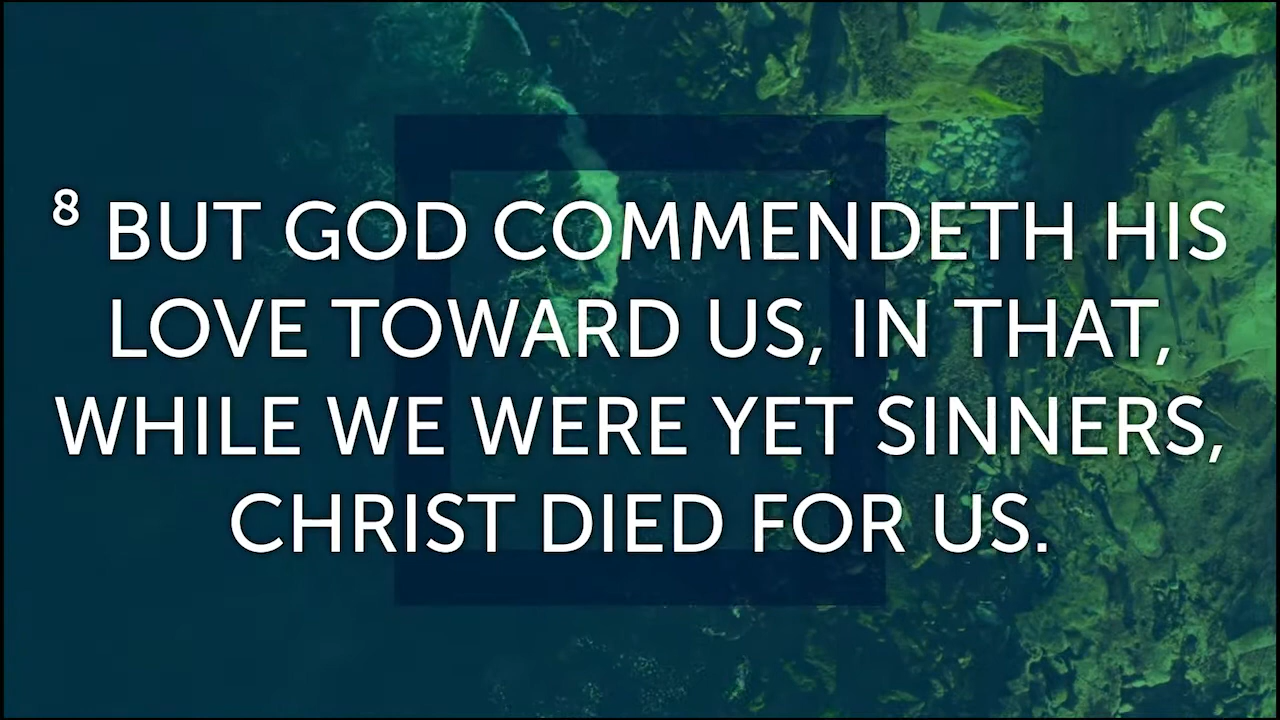 ⁸ BUT GOD COMMENDETH HIS
LOVE TOWARD US, IN THAT,
WHILE WE WERE YET SINNERS,
CHRIST DIED FOR US.